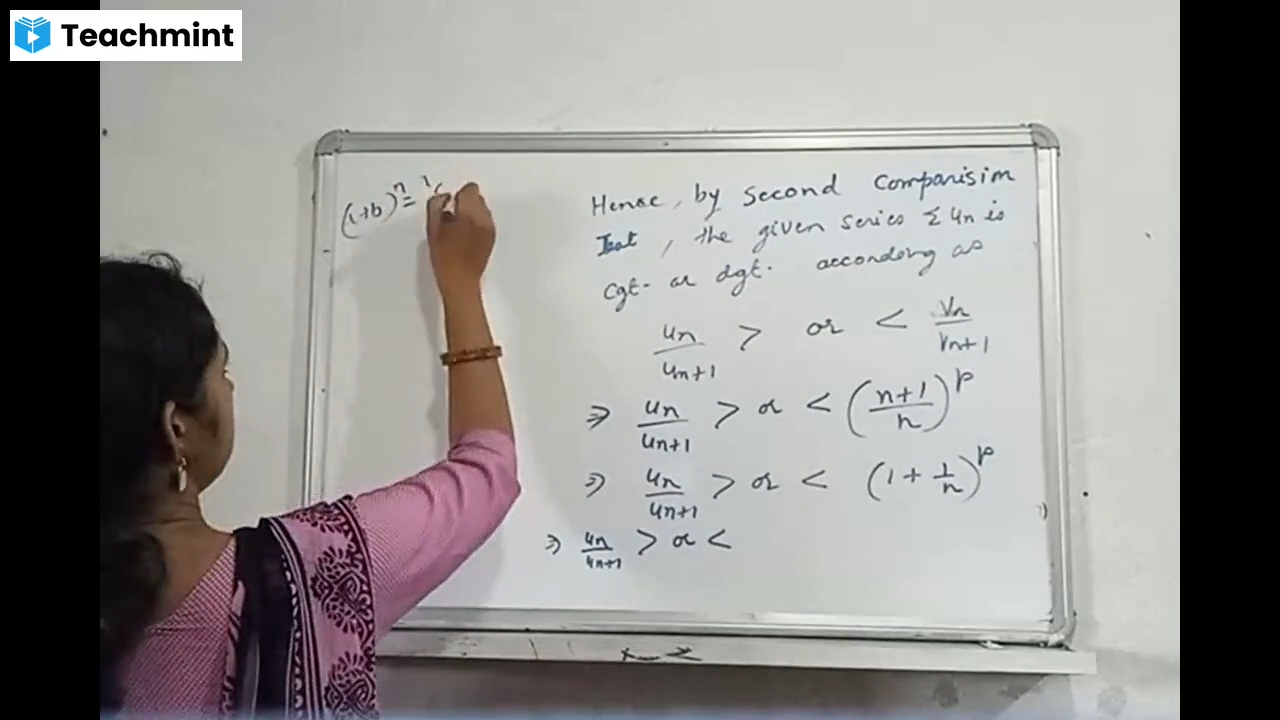 Teachmint
(1+b)^n = 1
Hence, by Second Comparisim
Test, the given series Σ un is
Cgt. or dgt. according as
un/un+1 > or < vn/vn+1
⇒ un/un+1 > or < (n+1/n)^p
⇒ un/un+1 > or < (1 + 1/n)^p
⇒ un/un+1 > or <